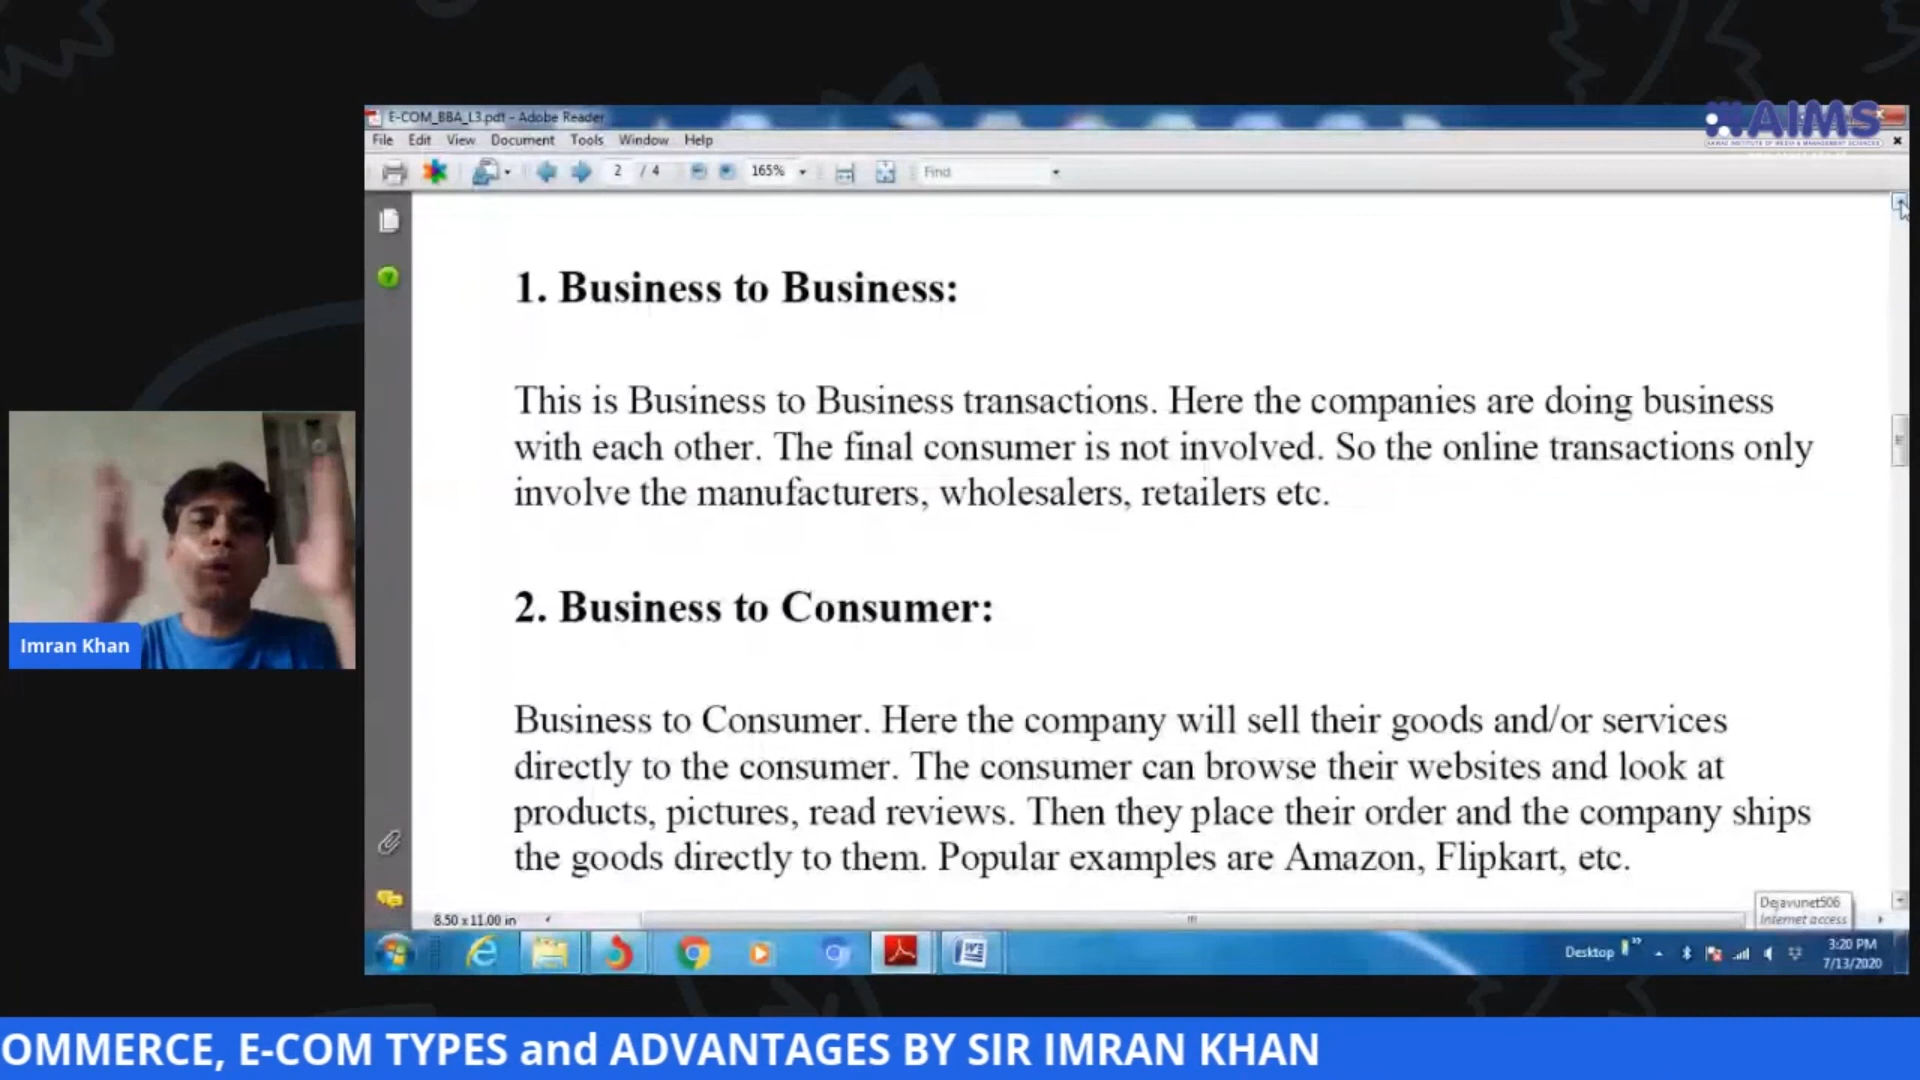 E-COM_BBA_L3.pdf - Adobe Reader
AIMS
File Edit View Document Tools Window Help
2 / 4 165% Find
1. Business to Business:
This is Business to Business transactions. Here the companies are doing business
with each other. The final consumer is not involved. So the online transactions only
involve the manufacturers, wholesalers, retailers etc.
2. Business to Consumer:
Business to Consumer. Here the company will sell their goods and/or services
directly to the consumer. The consumer can browse their websites and look at
products, pictures, read reviews. Then they place their order and the company ships
the goods directly to them. Popular examples are Amazon, Flipkart, etc.
Imran Khan
8.50 x 11.00 in
Dejavunet506
Internet access
Desktop
3:20 PM
7/13/2020
OMMERCE, E-COM TYPES and ADVANTAGES BY SIR IMRAN KHAN